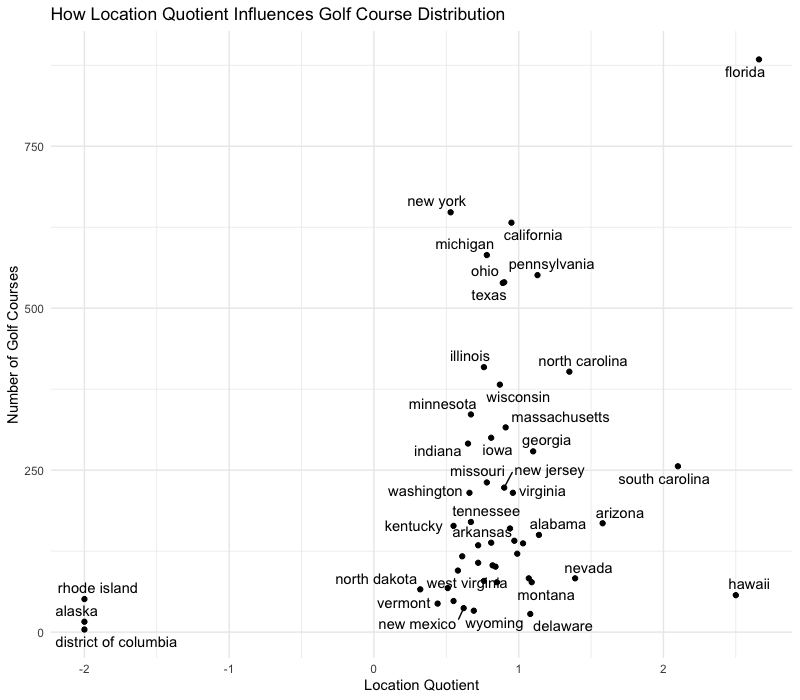 How Location Quotient Influences Golf Course Distribution
florida
750
new york
california
michigan
pennsylvania
ohio
texas
500
illinois
north carolina
wisconsin
minnesota
massachusetts
georgia
indiana
iowa
250
missouri
new jersey
south carolina
washington
virginia
tennessee
arizona
kentucky
arkansas
alabama
nevada
north dakota
west virginia
hawaii
rhode island
montana
vermont
alaska
new mexico
wyoming
delaware
0
district of columbia
-2
-1
0
1
2
Location Quotient
Number of Golf Courses